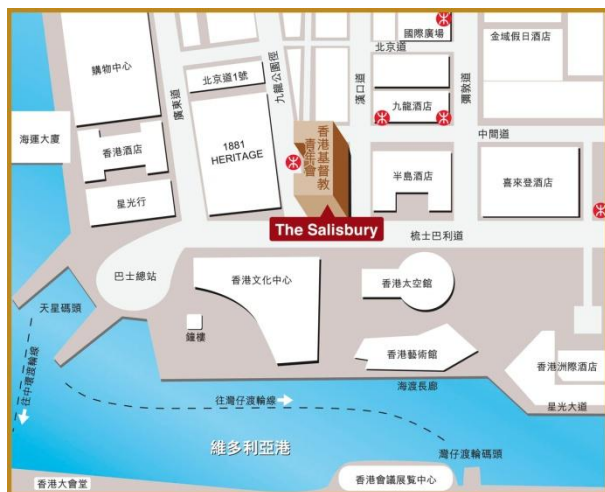 國際廣場
金域假日酒店
北京道
購物中心
北京道1號
九龍公園徑
漢口道
彌敦道
廣東道
九龍酒店
中間道
海運大廈
香港酒店
1881
HERITAGE
香港基督教
青年會
半島酒店
喜來登酒店
星光行
The Salisbury
梳士巴利道
巴士總站
香港文化中心
香港太空館
天星碼頭
鐘樓
香港藝術館
香港洲際酒店
海渡長廊
往中環渡輪線
往灣仔渡輪線
星光大道
維多利亞港
灣仔渡輪碼頭
香港大會堂
香港會議展覧中心